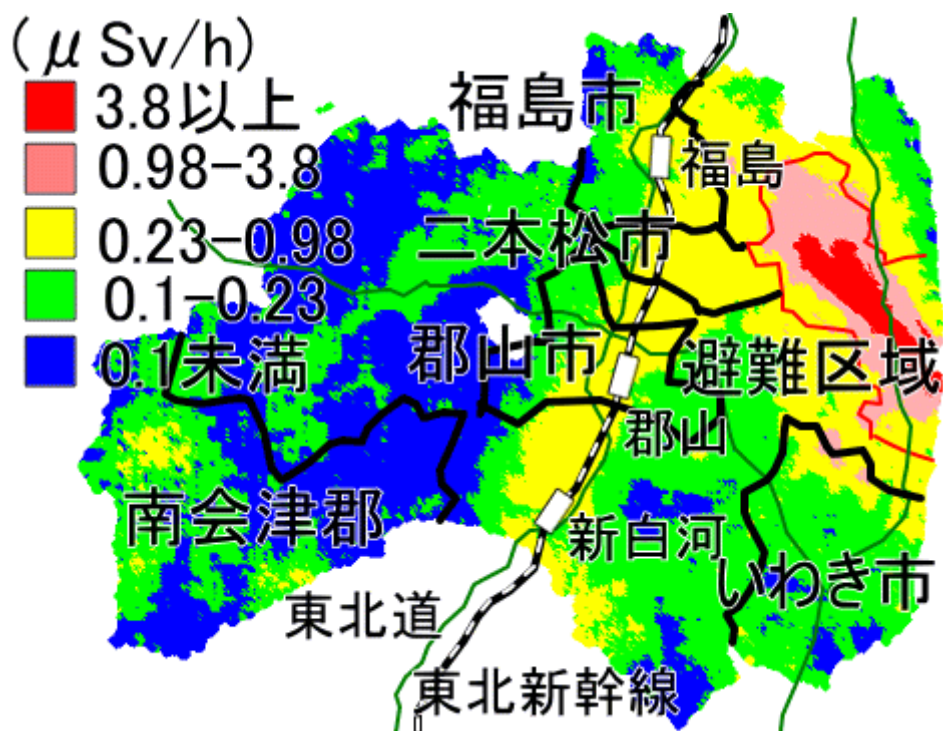 (μSv/h)
3.8以上
0.98-3.8
0.23-0.98
0.1-0.23
0.1未満
福島市
福島
二本松市
郡山市
避難区域
郡山
南会津郡
新白河
いわき市
東北道
東北新幹線